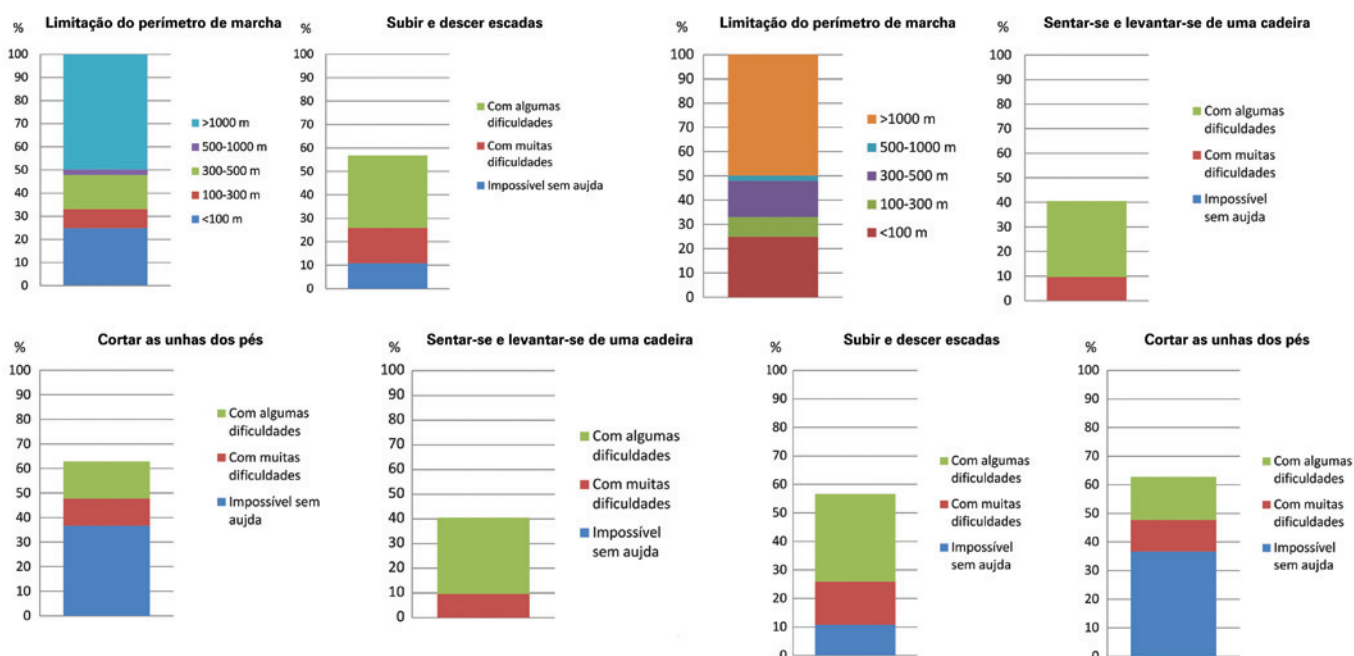 Limitação do perímetro de marcha
%
100
90
80
70
60
50
40
30
20
10
0
>1000 m
500-1000 m
300-500 m
100-300 m
<100 m
Subir e descer escadas
%
100
90
80
70
60
50
40
30
20
10
0
Com algumas
dificuldades
Com muitas
dificuldades
Impossível sem aujda
Limitação do perímetro de marcha
%
100
90
80
70
60
50
40
30
20
10
0
>1000 m
500-1000 m
300-500 m
100-300 m
<100 m
Sentar-se e levantar-se de uma cadeira
%
100
90
80
70
60
50
40
30
20
10
0
Com algumas
dificuldades
Com muitas
dificuldades
Impossível
sem aujda
Cortar as unhas dos pés
%
100
90
80
70
60
50
40
30
20
10
0
Com algumas
dificuldades
Com muitas
dificuldades
Impossível sem
aujda
Sentar-se e levantar-se de uma cadeira
%
100
90
80
70
60
50
40
30
20
10
0
Com algumas
dificuldades
Com muitas
dificuldades
Impossível
sem aujda
Subir e descer escadas
%
100
90
80
70
60
50
40
30
20
10
0
Com algumas
dificuldades
Com muitas
dificuldades
Impossível
sem aujda
Cortar as unhas dos pés
%
100
90
80
70
60
50
40
30
20
10
0
Com algumas
dificuldades
Com muitas
dificuldades
Impossível
sem aujda